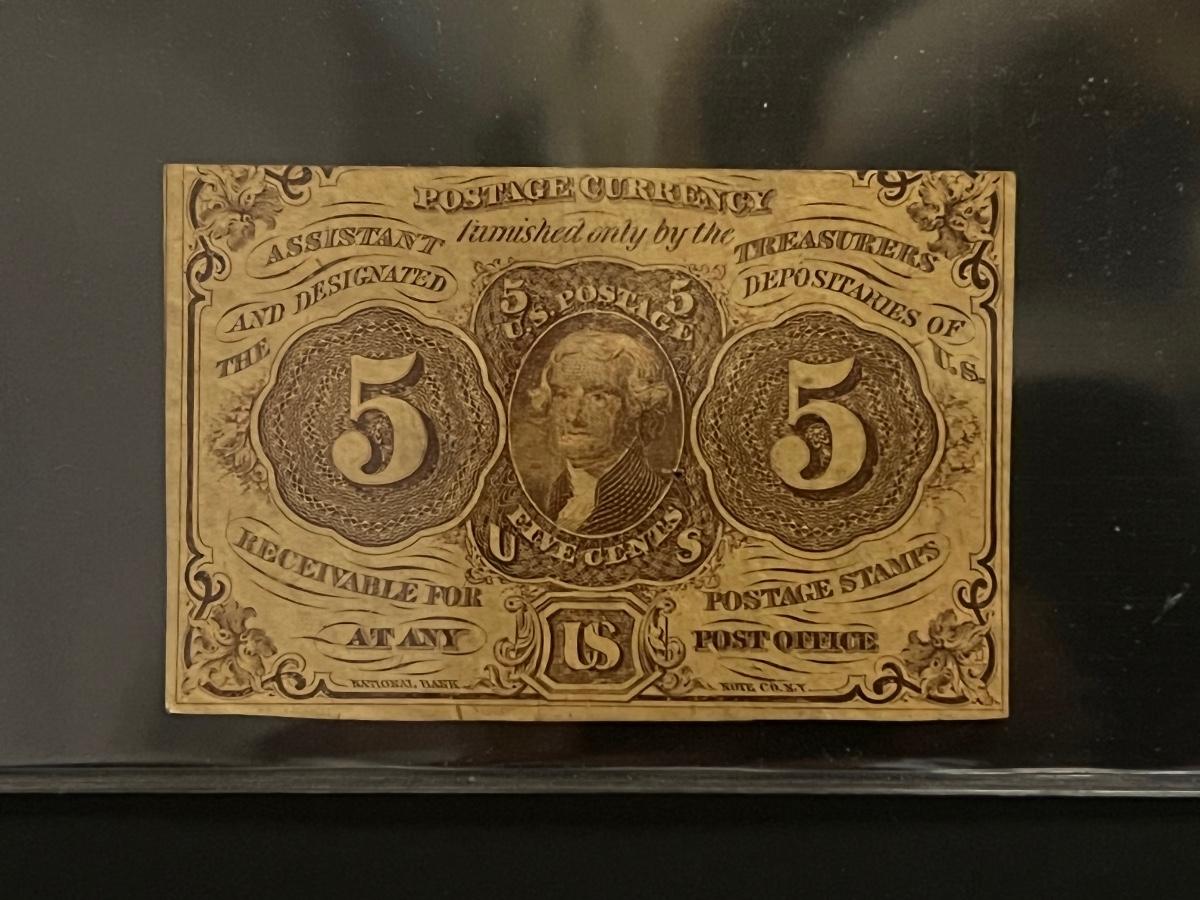 POSTAGE CURRENCY
furnished only by the
ASSISTANT TREASURERS
AND DESIGNATED DEPOSITARIES OF
THE U.S.
5 U.S. POSTAGE 5
5 5
U FIVE CENTS S
RECEIVABLE FOR POSTAGE STAMPS
AT ANY US POST OFFICE
NATIONAL BANK NOTE CO. N.Y.